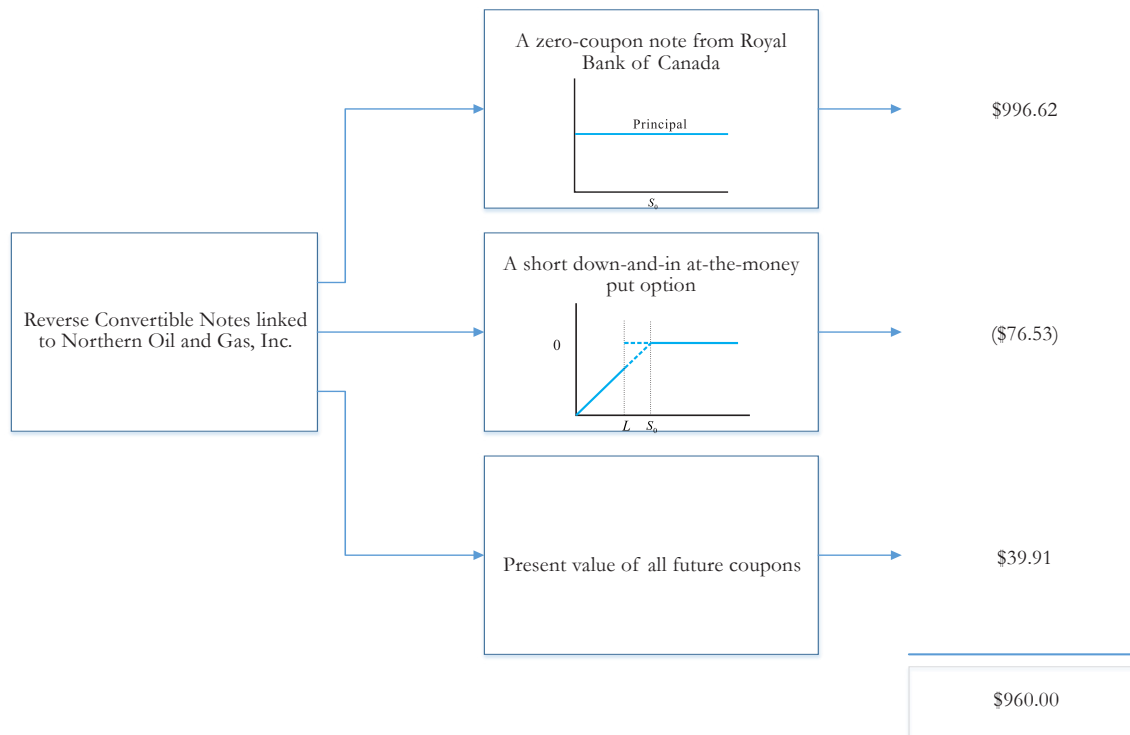 A zero-coupon note from Royal
Bank of Canada
Principal
S₀
$996.62
Reverse Convertible Notes linked
to Northern Oil and Gas, Inc.
A short down-and-in at-the-money
put option
0
L S₀
($76.53)
Present value of all future coupons
$39.91
$960.00